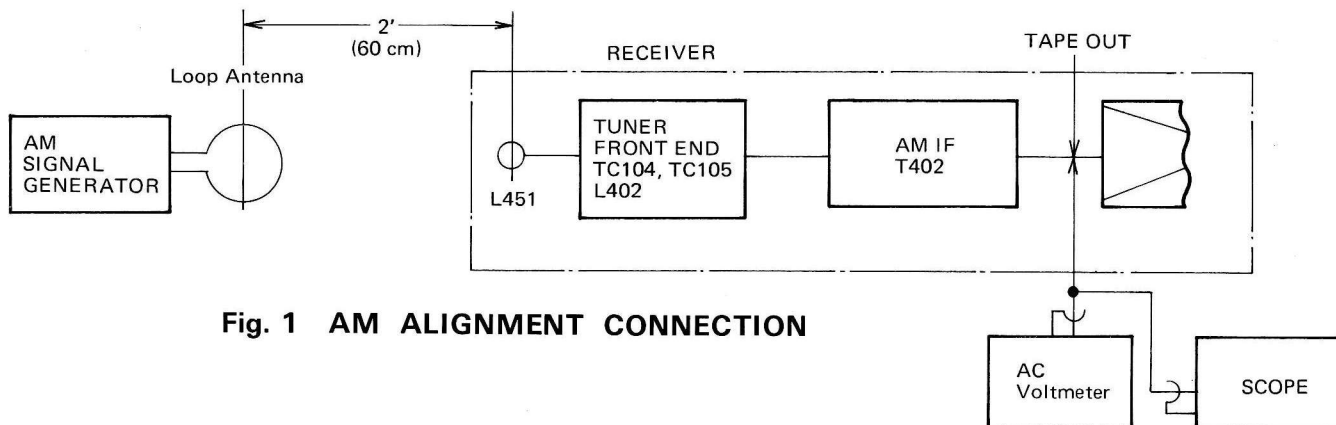 2'
(60 cm)
Loop Antenna
RECEIVER
TAPE OUT
AM
SIGNAL
GENERATOR
L451
TUNER
FRONT END
TC104, TC105
L402
AM IF
T402
Fig. 1 AM ALIGNMENT CONNECTION
AC
Voltmeter
SCOPE